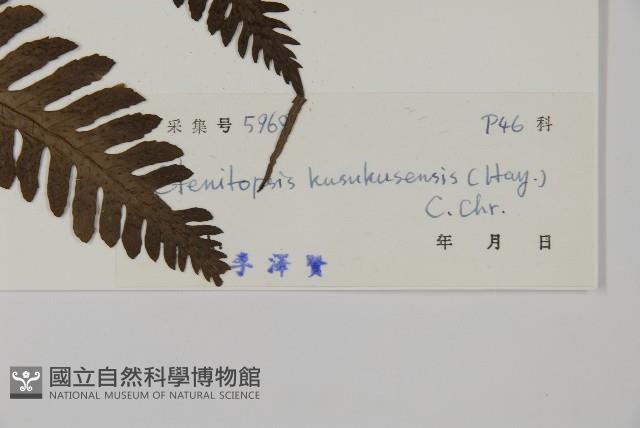 采集号 596 P46 科
Ctenitopsis kusukusensis (Hay.)
C. Chr.
年 月 日
李澤賢
國立自然科學博物館
NATIONAL MUSEUM OF NATURAL SCIENCE